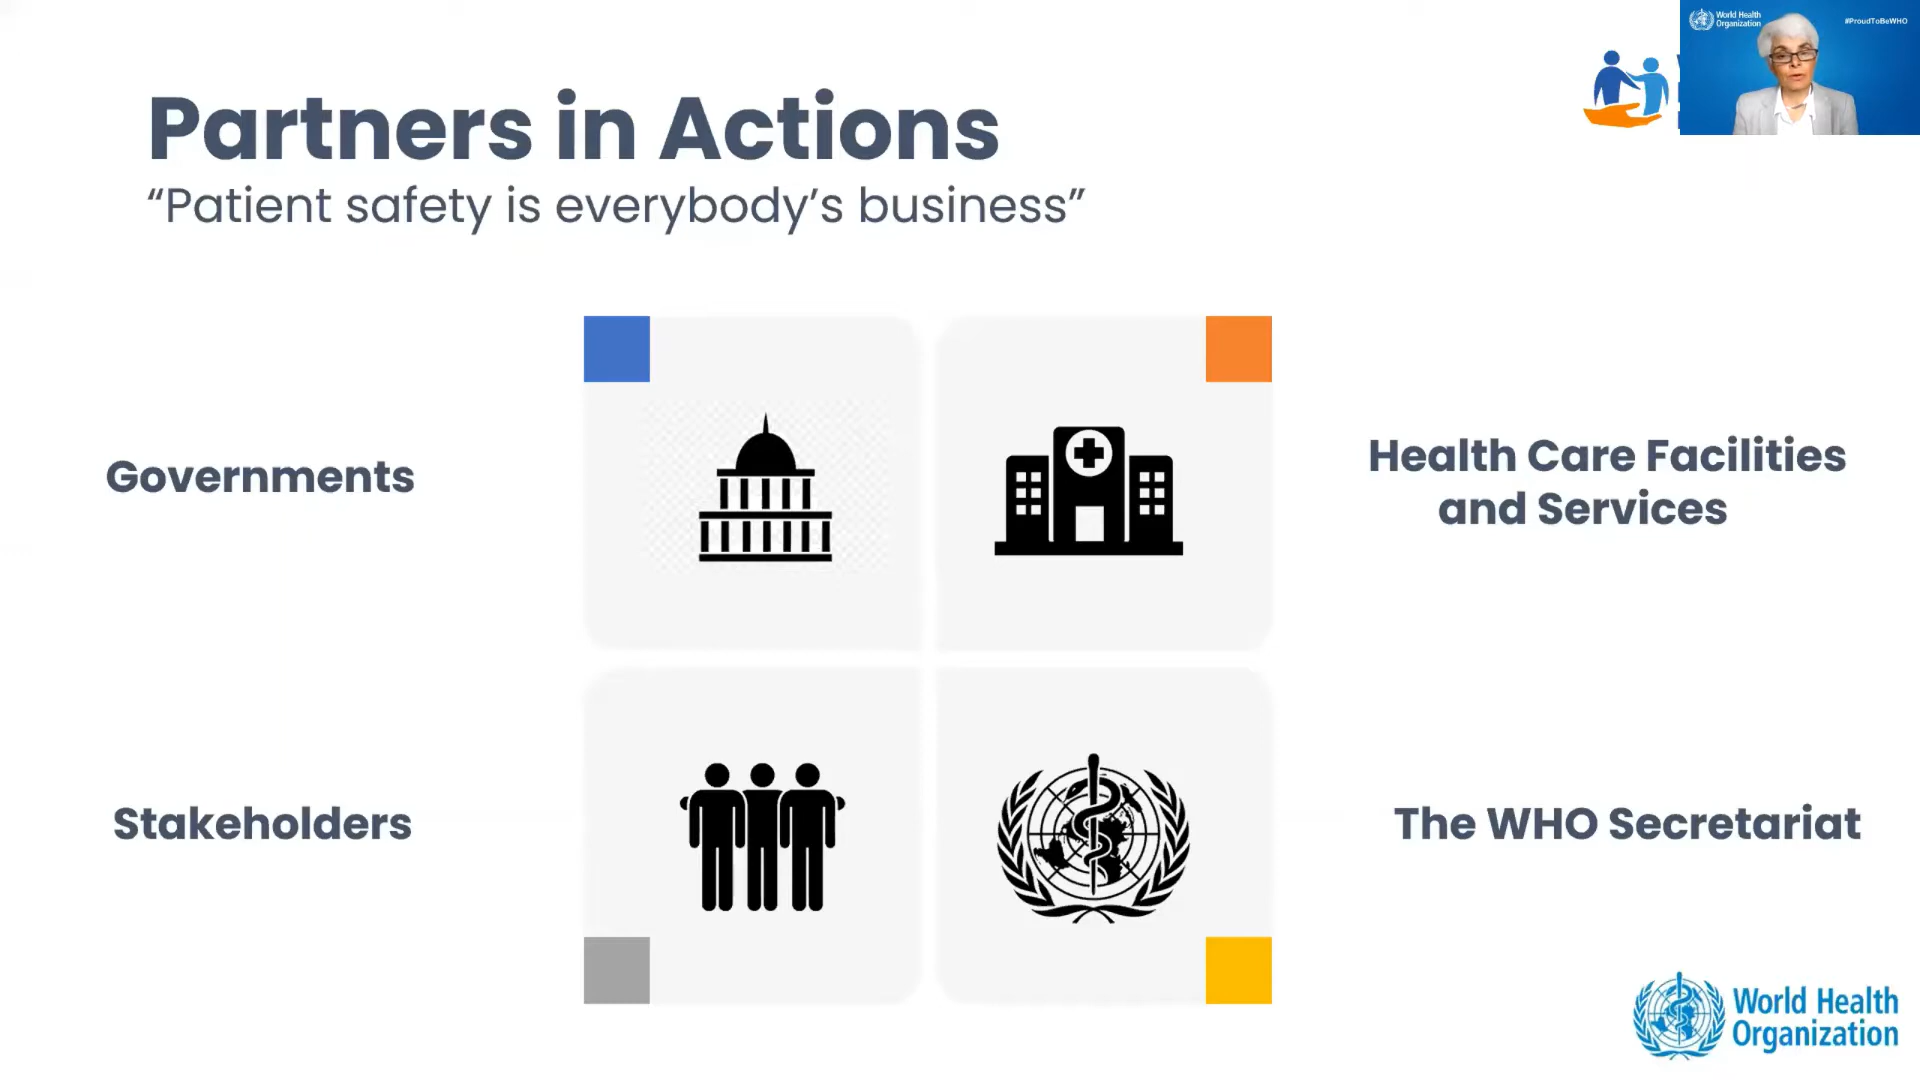 World Health
Organization
#ProudToBeWHO
Partners in Actions
“Patient safety is everybody’s business”
Governments
Health Care Facilities
and Services
Stakeholders
The WHO Secretariat
World Health
Organization